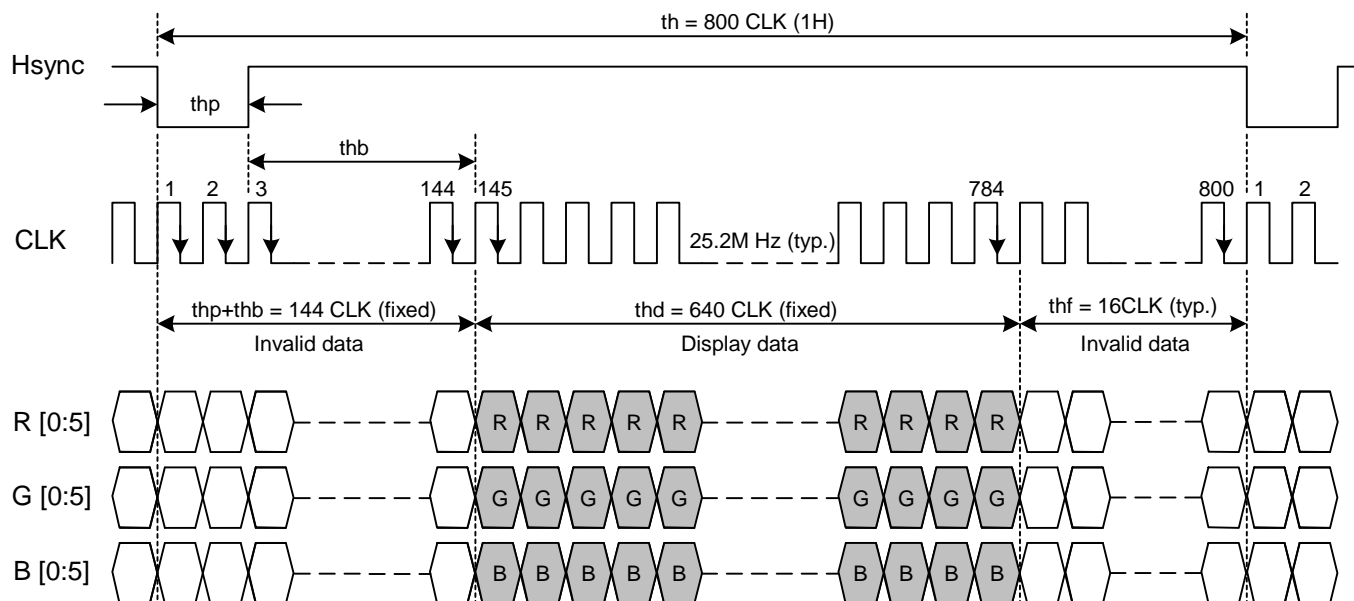 th = 800 CLK (1H)
Hsync
thp
thb
1 2 3 144 145 784 800 1 2
CLK
25.2M Hz (typ.)
thp+thb = 144 CLK (fixed) thd = 640 CLK (fixed) thf = 16CLK (typ.)
Invalid data Display data Invalid data
R [0:5] R R R R R R R R R
G [0:5] G G G G G G G G G
B [0:5] B B B B B B B B B